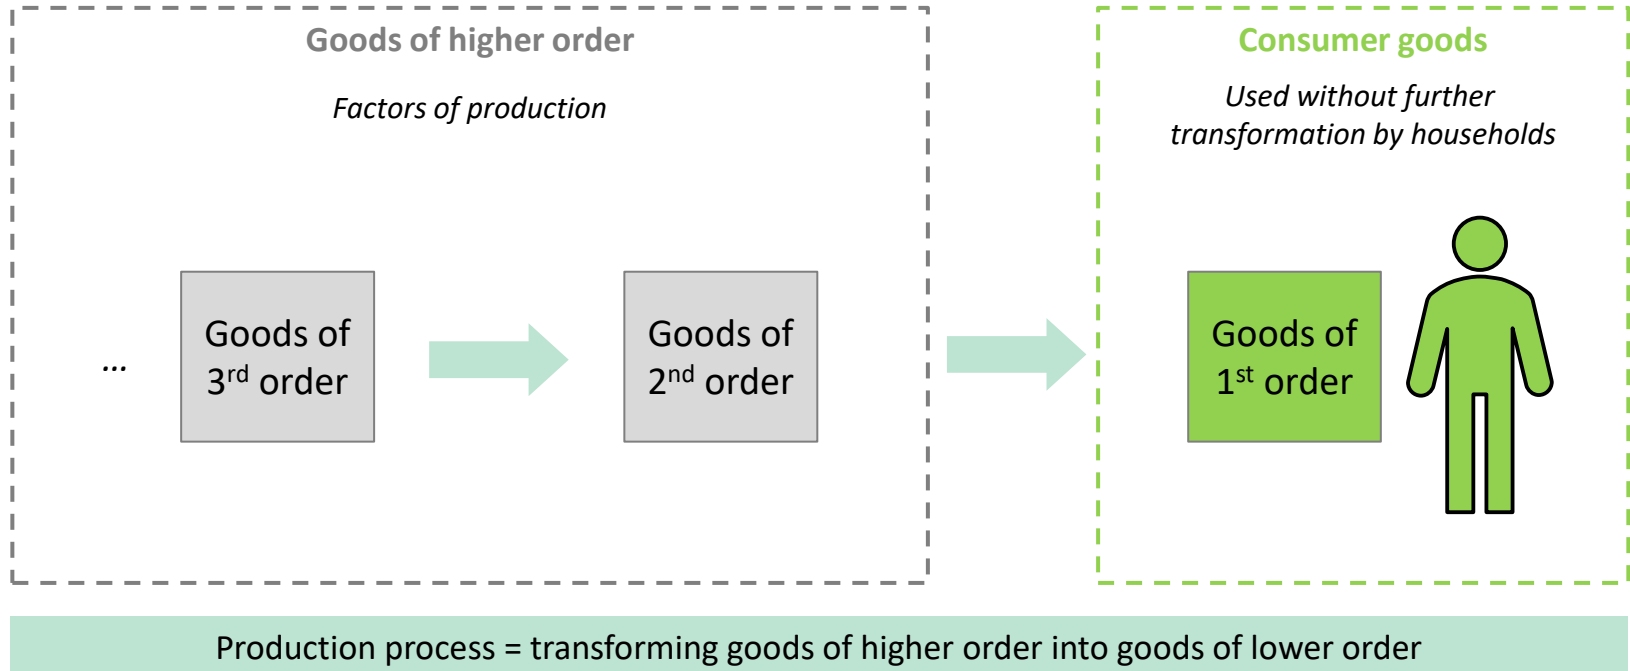 Goods of higher order
Factors of production
...
Goods of
3rd order
Goods of
2nd order
Consumer goods
Used without further
transformation by households
Goods of
1st order
Production process = transforming goods of higher order into goods of lower order